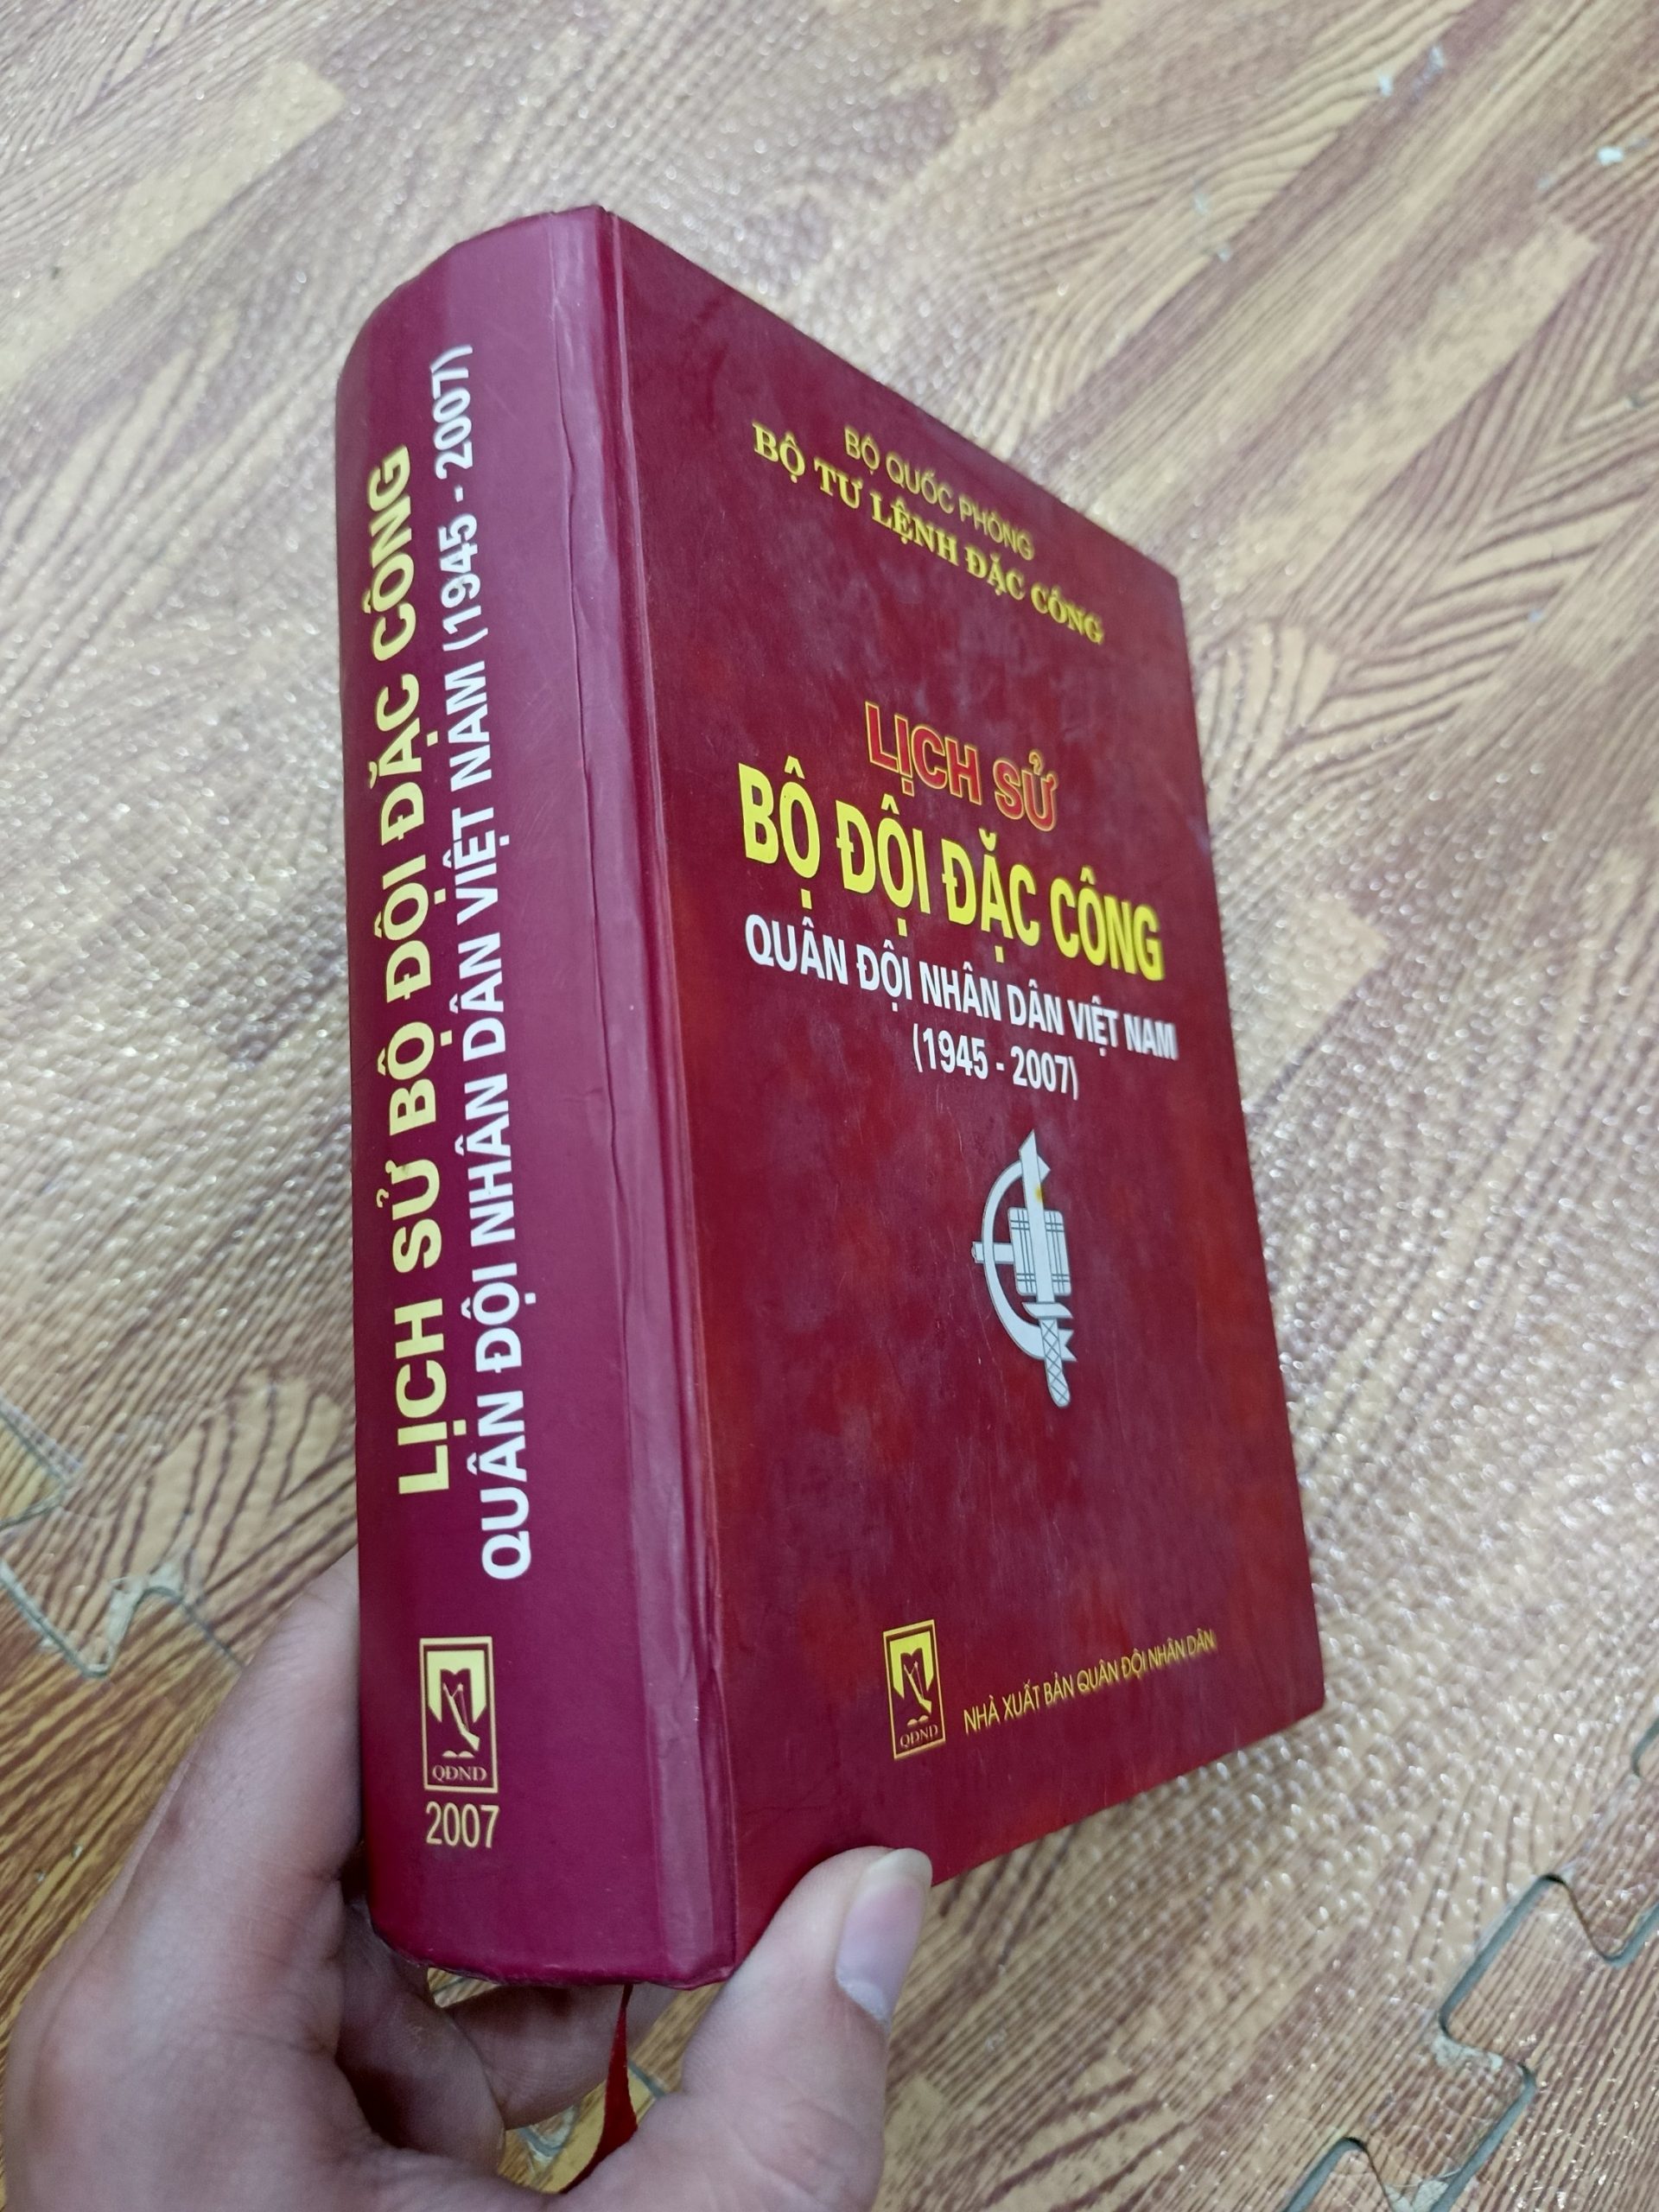 LỊCH SỬ BỘ ĐỘI ĐẶC CÔNG
QUÂN ĐỘI NHÂN DÂN VIỆT NAM (1945 - 2007)
QĐND
2007
BỘ QUỐC PHÒNG
BỘ TƯ LỆNH ĐẶC CÔNG
LỊCH SỬ
BỘ ĐỘI ĐẶC CÔNG
QUÂN ĐỘI NHÂN DÂN VIỆT NAM
(1945 - 2007)
QĐND
NHÀ XUẤT BẢN QUÂN ĐỘI NHÂN DÂN